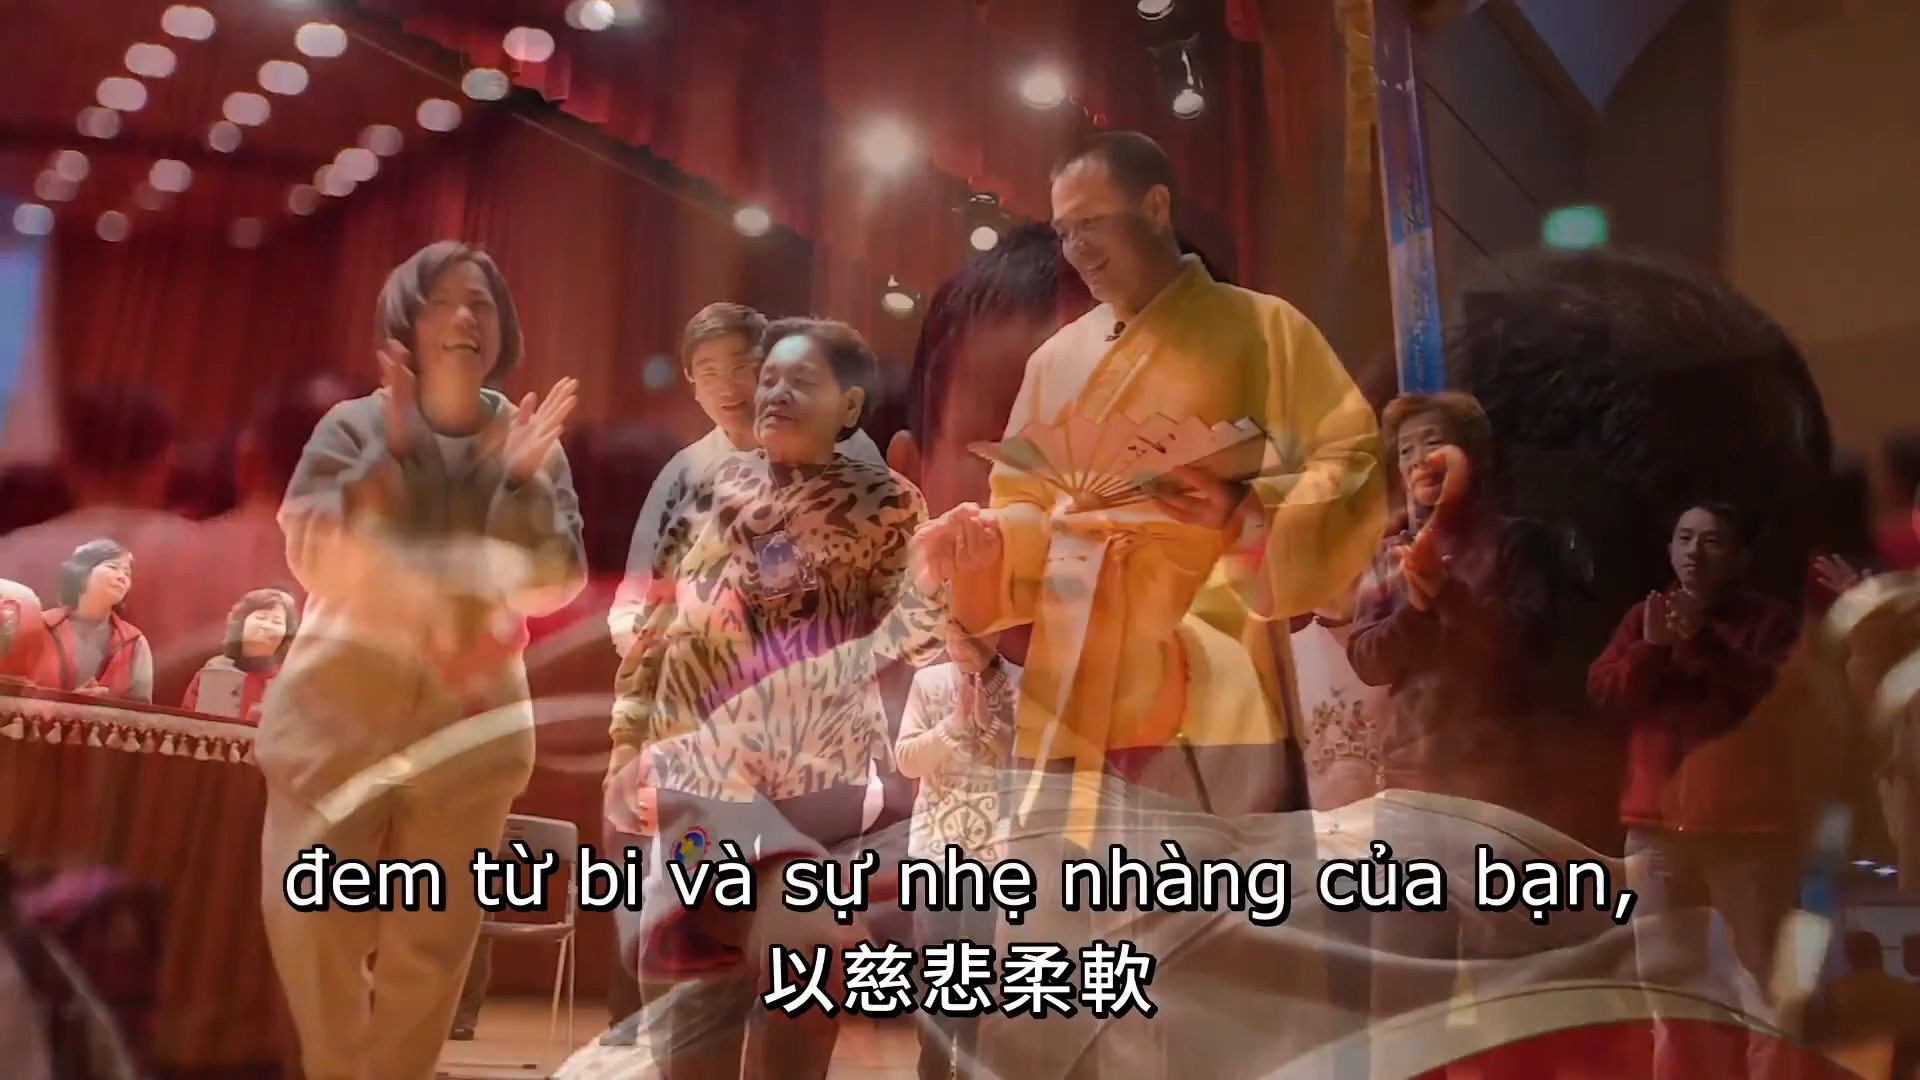 đem từ bi và sự nhẹ nhàng của bạn,
以慈悲柔軟